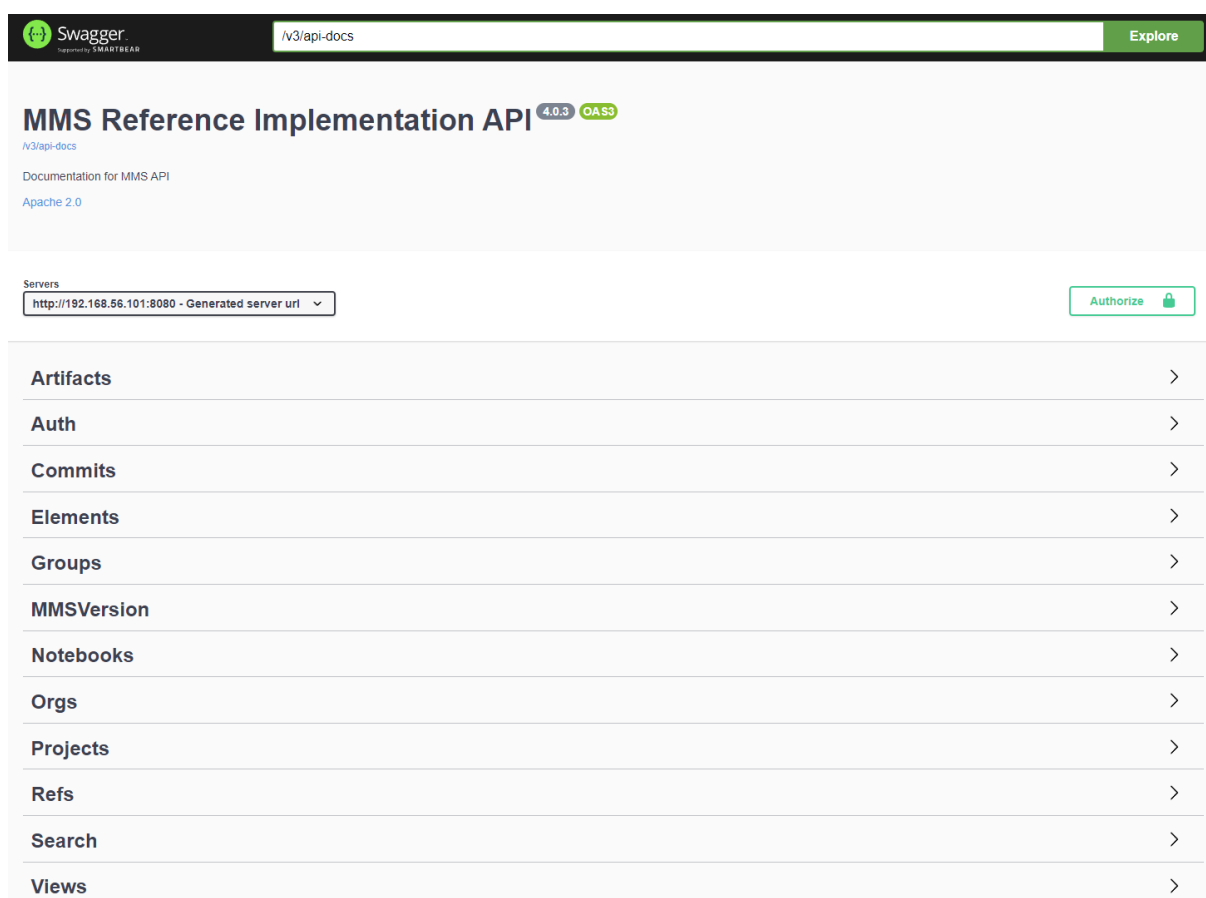 {··} Swagger.
Supported by SMARTBEAR
/v3/api-docs
Explore
MMS Reference Implementation API 4.0.3 OAS3
/v3/api-docs
Documentation for MMS API
Apache 2.0
Servers
http://192.168.56.101:8080 - Generated server url
Authorize
Artifacts
Auth
Commits
Elements
Groups
MMSVersion
Notebooks
Orgs
Projects
Refs
Search
Views